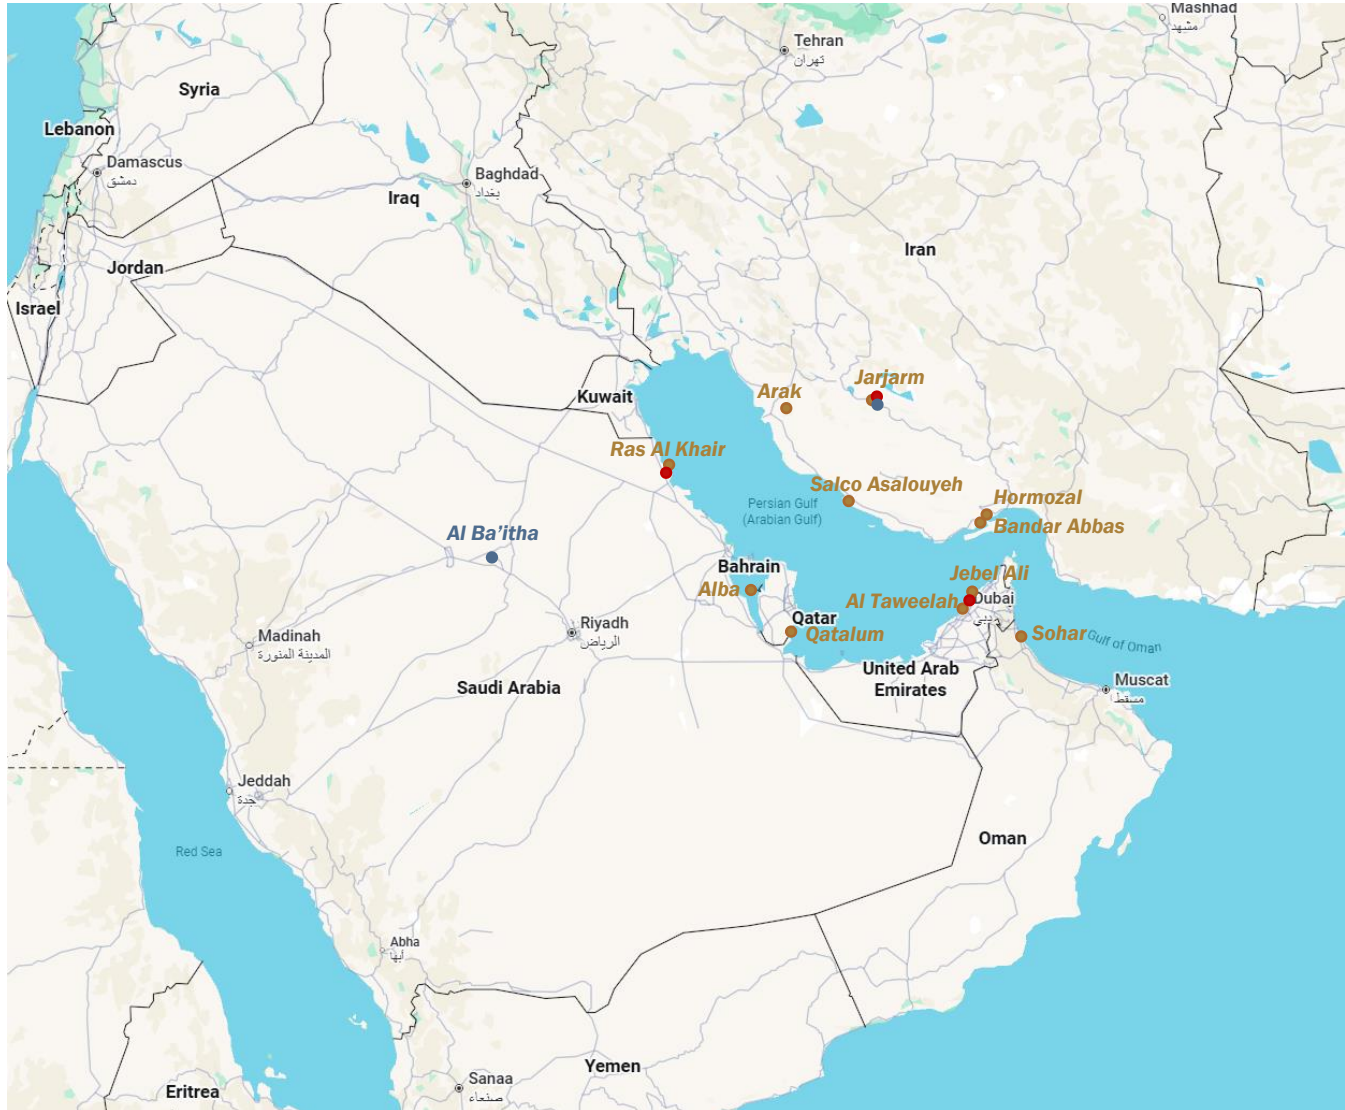 Mashhad
مشهد
Tehran
تهران
Syria
Lebanon
Damascus
دمشق
Baghdad
بغداد
Iraq
Iran
Jordan
Israel
Kuwait
Arak
Jarjarm
Ras Al Khair
Salco Asalouyeh
Persian Gulf
(Arabian Gulf)
Hormozal
Bandar Abbas
Al Ba’itha
Bahrain
Alba
Jebel Ali
Al Taweelah
Dubai
دبي
Qatar
Qatalum
Sohar
Gulf of Oman
Riyadh
الرياض
Madinah
المدينة المنورة
United Arab
Emirates
Muscat
مسقط
Saudi Arabia
Jeddah
جدة
Oman
Red Sea
Abha
أبها
Yemen
Sanaa
صنعاء
Eritrea